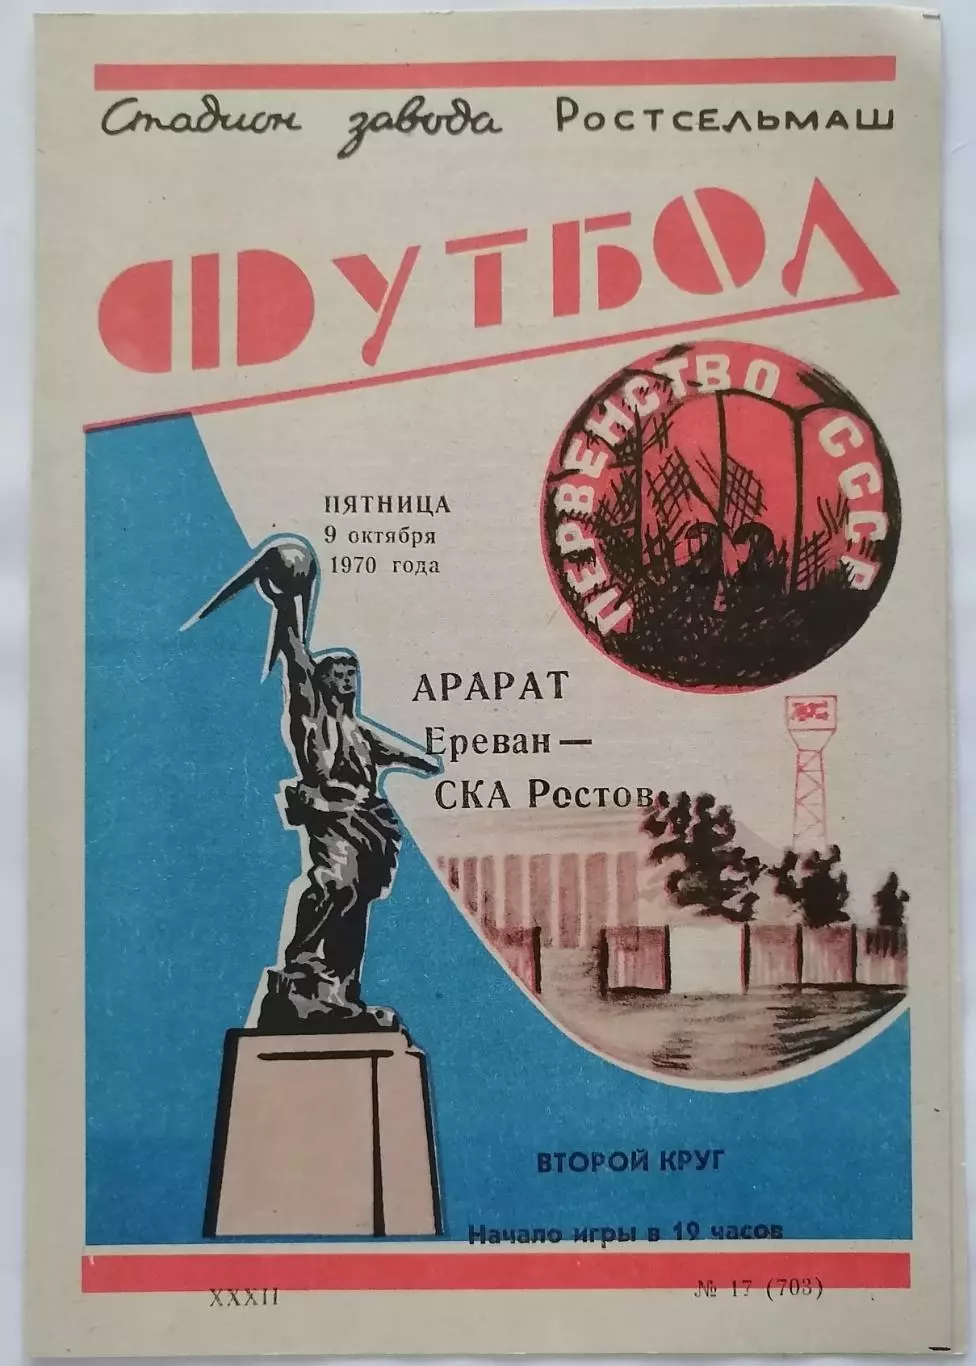 Стадион завода Ростсельмаш
ФУТБОЛ
ПЕРВЕНСТВО СССР
32
ПЯТНИЦА
9 октября
1970 года
АРАРАТ
Ереван —
СКА Ростов
ВТОРОЙ КРУГ
Начало игры в 19 часов
XXXII
№ 17 (703)